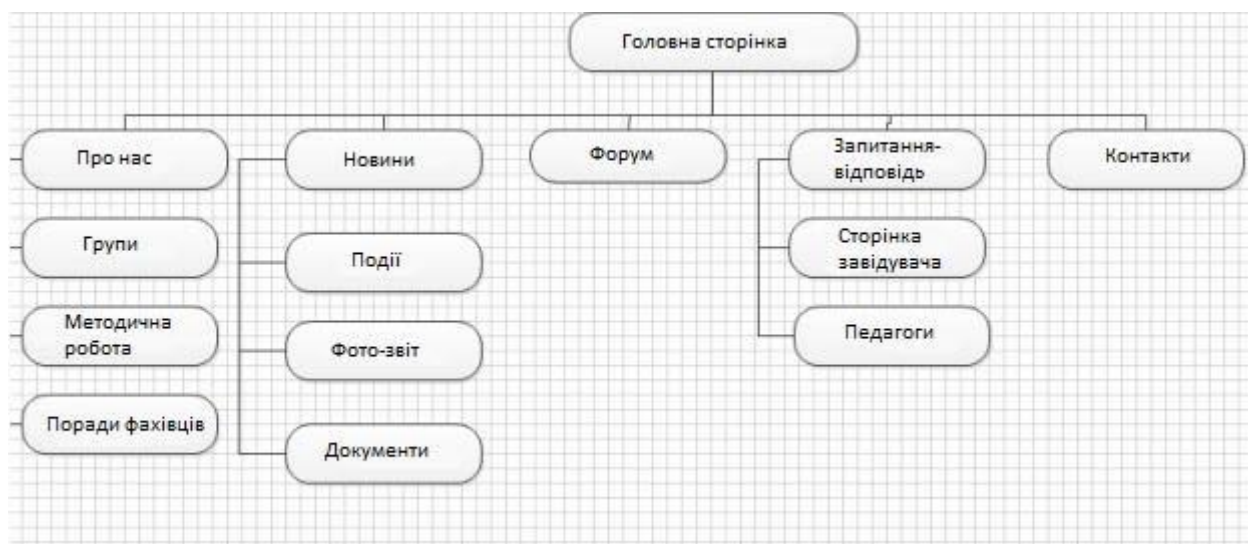 Головна сторінка
Про нас
Новини
Форум
Запитання-
відповідь
Контакти
Групи
Події
Сторінка
завідувача
Методична
робота
Фото-звіт
Педагоги
Поради фахівців
Документи